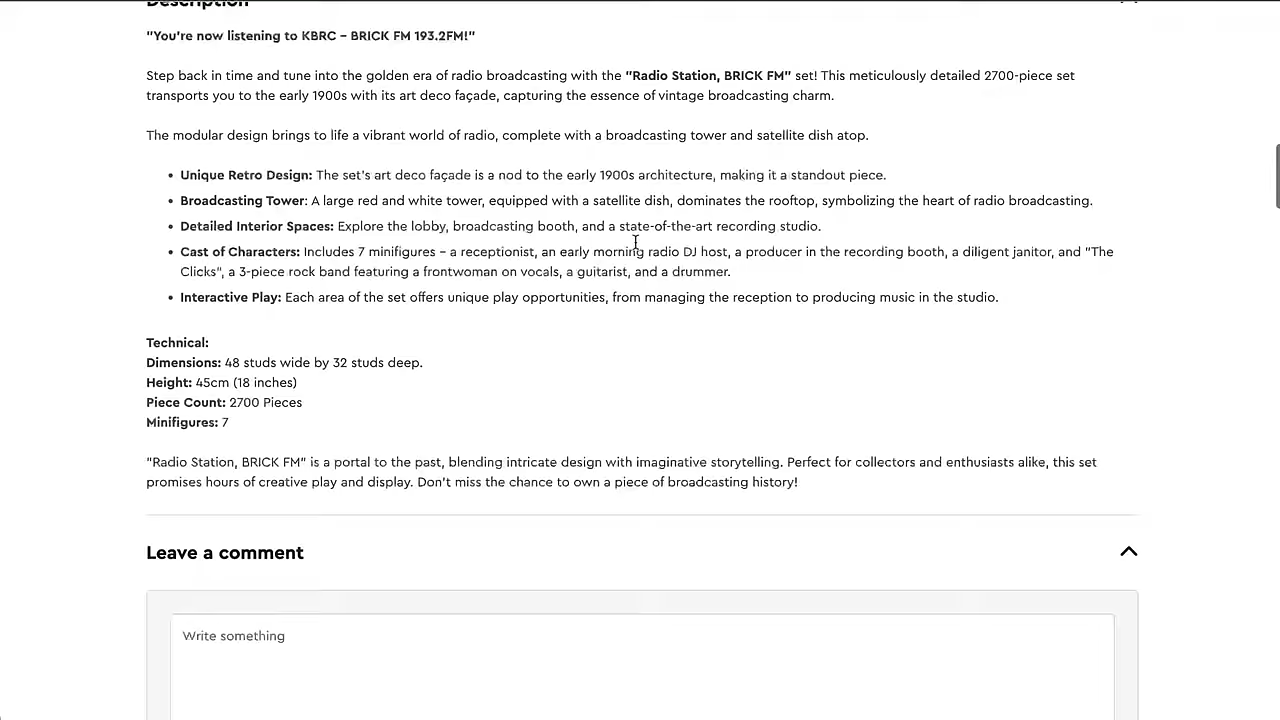 Description
"You're now listening to KBRC – BRICK FM 193.2FM!"
Step back in time and tune into the golden era of radio broadcasting with the "Radio Station, BRICK FM" set! This meticulously detailed 2700-piece set
transports you to the early 1900s with its art deco façade, capturing the essence of vintage broadcasting charm.
The modular design brings to life a vibrant world of radio, complete with a broadcasting tower and satellite dish atop.
• Unique Retro Design: The set's art deco façade is a nod to the early 1900s architecture, making it a standout piece.
• Broadcasting Tower: A large red and white tower, equipped with a satellite dish, dominates the rooftop, symbolizing the heart of radio broadcasting.
• Detailed Interior Spaces: Explore the lobby, broadcasting booth, and a state-of-the-art recording studio.
• Cast of Characters: Includes 7 minifigures – a receptionist, an early morning radio DJ host, a producer in the recording booth, a diligent janitor, and "The
Clicks", a 3-piece rock band featuring a frontwoman on vocals, a guitarist, and a drummer.
• Interactive Play: Each area of the set offers unique play opportunities, from managing the reception to producing music in the studio.
Technical:
Dimensions: 48 studs wide by 32 studs deep.
Height: 45cm (18 inches)
Piece Count: 2700 Pieces
Minifigures: 7
"Radio Station, BRICK FM" is a portal to the past, blending intricate design with imaginative storytelling. Perfect for collectors and enthusiasts alike, this set
promises hours of creative play and display. Don't miss the chance to own a piece of broadcasting history!
Leave a comment
Write something